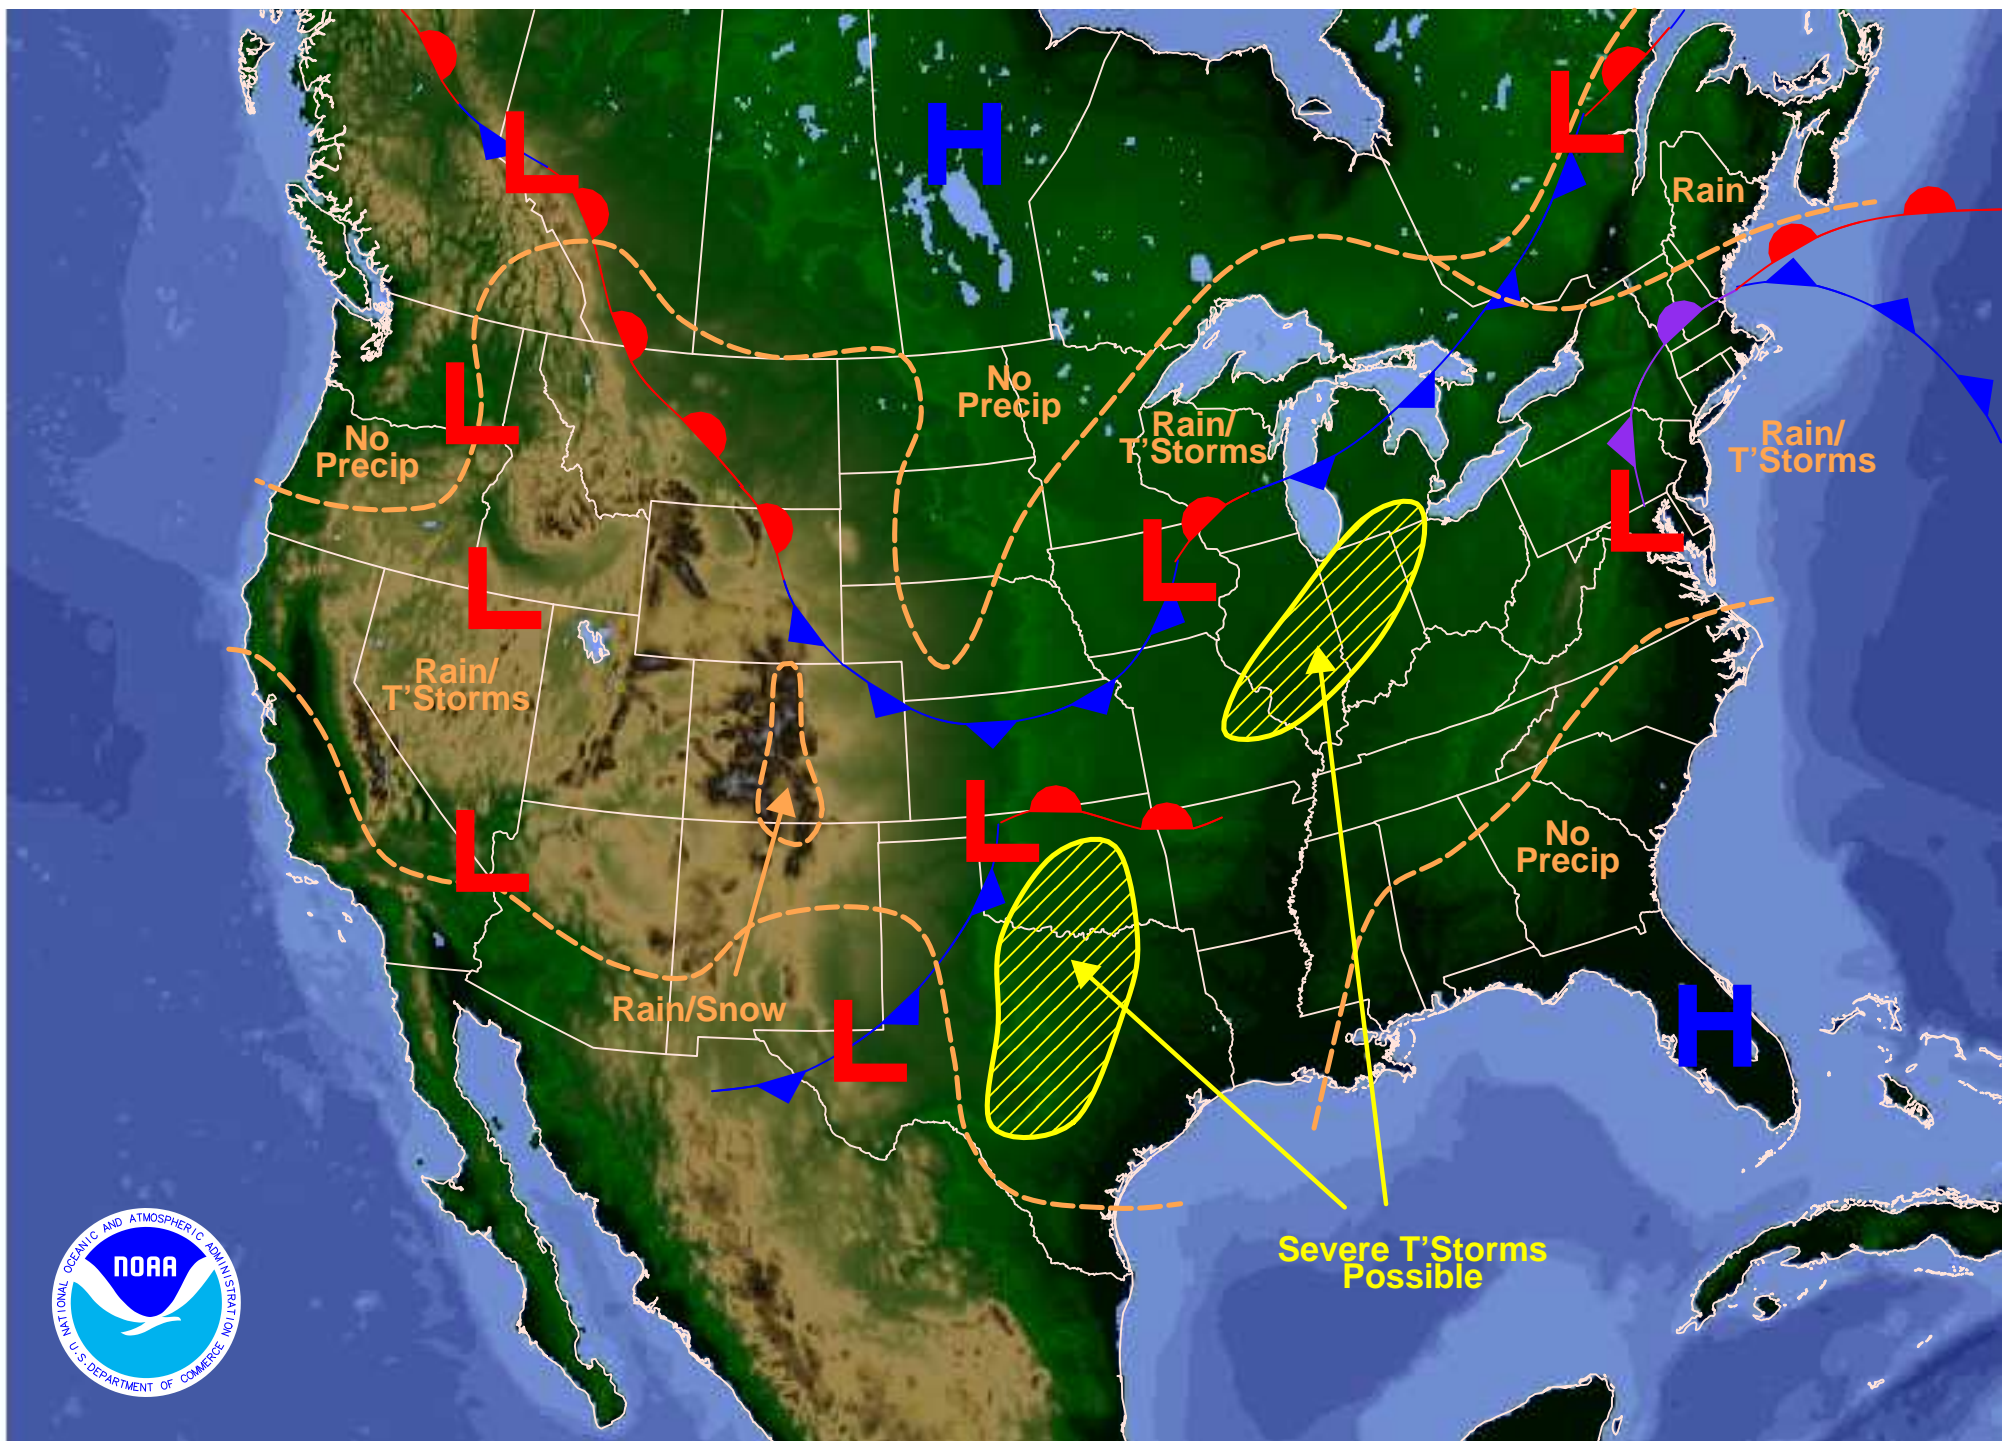 H
L
L
Rain
No
Precip
L
No
Precip
Rain/
T'Storms
Rain/
T'Storms
L
L
L
Rain/
T'Storms
L
L
No
Precip
L
Rain/Snow
L
H
Severe T'Storms
Possible
NATIONAL OCEANIC AND ATMOSPHERIC ADMINISTRATION
NOAA
U.S. DEPARTMENT OF COMMERCE